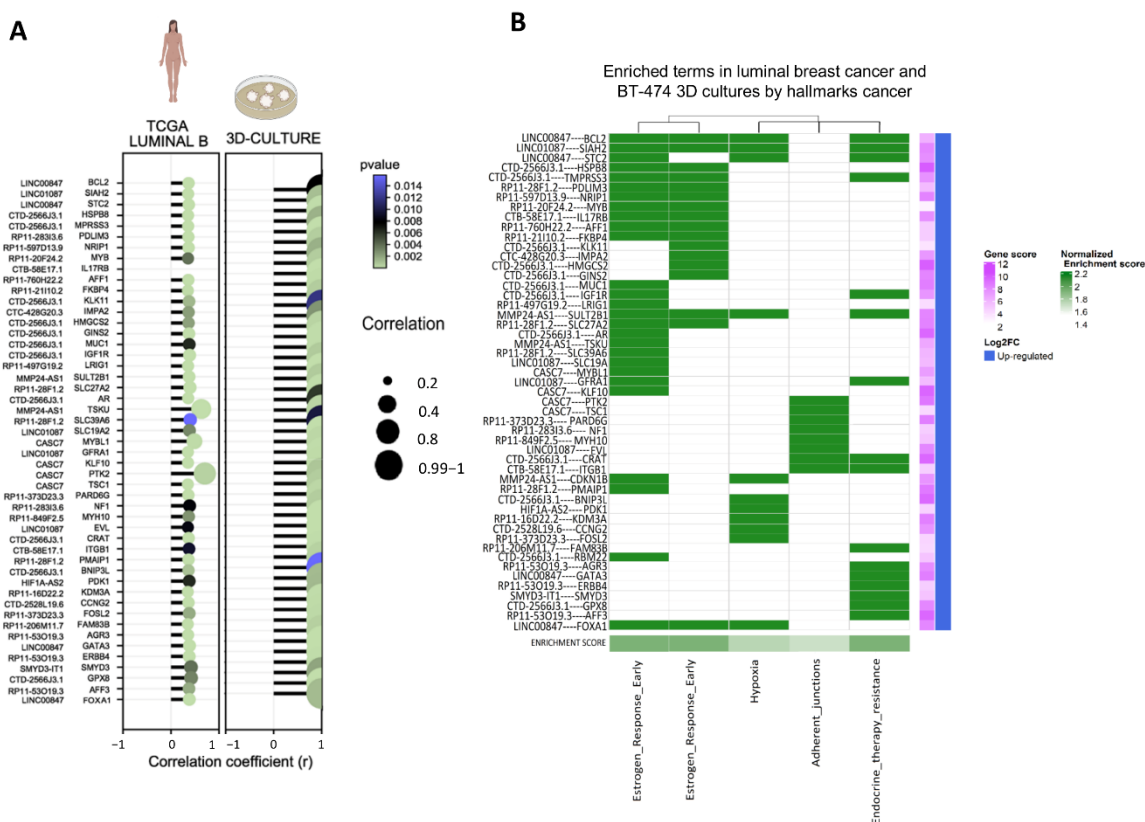 A
TCGA
LUMINAL B
3D-CULTURE
LINC00847 BCL2
LINC01087 SIAH2
LINC00847 STC2
CTD-2566J3.1 HSPB8
CTD-2566J3.1 MPRSS3
RP11-283I3.6 PDLIM3
RP11-597D13.9 NRIP1
RP11-20F24.2 MYB
CTB-58E17.1 IL17RB
RP11-760H22.2 AFF1
RP11-21I10.2 FKBP4
CTD-2566J3.1 KLK11
CTC-428G20.3 IMPA2
CTD-2566J3.1 HMGCS2
CTD-2566J3.1 GINS2
CTD-2566J3.1 MUC1
CTD-2566J3.1 IGF1R
RP11-497G19.2 LRIG1
MMP24-AS1 SULT2B1
RP11-28F1.2 SLC27A2
CTD-2566J3.1 AR
MMP24-AS1 TSKU
RP11-28F1.2 SLC39A6
LINC01087 SLC19A2
CASC7 MYBL1
LINC01087 GFRA1
CASC7 KLF10
CASC7 PTK2
CASC7 TSC1
RP11-373D23.3 PARD6G
RP11-283I3.6 NF1
RP11-849F2.5 MYH10
LINC01087 EVL
CTD-2566J3.1 CRAT
CTB-58E17.1 ITGB1
RP11-28F1.2 PMAIP1
CTD-2566J3.1 BNIP3L
HIF1A-AS2 PDK1
RP11-16D22.2 KDM3A
CTD-2528L19.6 CCNG2
RP11-373D23.3 FOSL2
RP11-206M11.7 FAM83B
RP11-53O19.3 AGR3
LINC00847 GATA3
RP11-53O19.3 ERBB4
SMYD3-IT1 SMYD3
CTD-2566J3.1 GPX8
RP11-53O19.3 AFF3
LINC00847 FOXA1
−1 0 1 −1 0 1
Correlation coefficient (r)
pvalue
0.014
0.012
0.010
0.008
0.006
0.004
0.002
Correlation
0.2
0.4
0.8
0.99-1
B
Enriched terms in luminal breast cancer and
BT-474 3D cultures by hallmarks cancer
LINC00847----BCL2
LINC01087----SIAH2
LINC00847----STC2
CTD-2566J3.1----HSPB8
CTD-2566J3.1----TMPRSS3
RP11-28F1.2----PDLIM3
RP11-597D13.9----NRIP1
RP11-20F24.2----MYB
CTB-58E17.1----IL17RB
RP11-760H22.2----AFF1
RP11-21I10.2----FKBP4
CTD-2566J3.1----KLK11
CTC-428G20.3----IMPA2
CTD-2566J3.1----HMGCS2
CTD-2566J3.1----GINS2
CTD-2566J3.1----MUC1
CTD-2566J3.1----IGF1R
RP11-497G19.2----LRIG1
MMP24-AS1----SULT2B1
RP11-28F1.2----SLC27A2
CTD-2566J3.1----AR
MMP24-AS1----TSKU
RP11-28F1.2----SLC39A6
LINC01087----SLC19A
CASC7----MYBL1
LINC01087----GFRA1
CASC7----KLF10
CASC7----PTK2
CASC7----TSC1
RP11-373D23.3----PARD6G
RP11-283I3.6----NF1
RP11-849F2.5----MYH10
LINC01087----EVL
CTD-2566J3.1----CRAT
CTB-58E17.1----ITGB1
MMP24-AS1----CDKN1B
RP11-28F1.2----PMAIP1
CTD-2566J3.1----BNIP3L
HIF1A-AS2----PDK1
RP11-16D22.2----KDM3A
CTD-2528L19.6----CCNG2
RP11-373D23.3----FOSL2
RP11-206M11.7----FAM83B
CTD-2566J3.1----RBM22
RP11-53O19.3----AGR3
LINC00847----GATA3
RP11-53O19.3----ERBB4
SMYD3-IT1----SMYD3
CTD-2566J3.1----GPX8
RP11-53O19.3----AFF3
LINC00847----FOXA1
ENRICHMENT SCORE
Estrogen_Response_Early
Estrogen_Response_Early
Hypoxia
Adherent_junctions
Endocrine_therapy_resistance
Gene score
12
10
8
6
4
2
Normalized
Enrichment score
2.2
2.0
1.8
1.6
1.4
Log2FC
Up-regulated